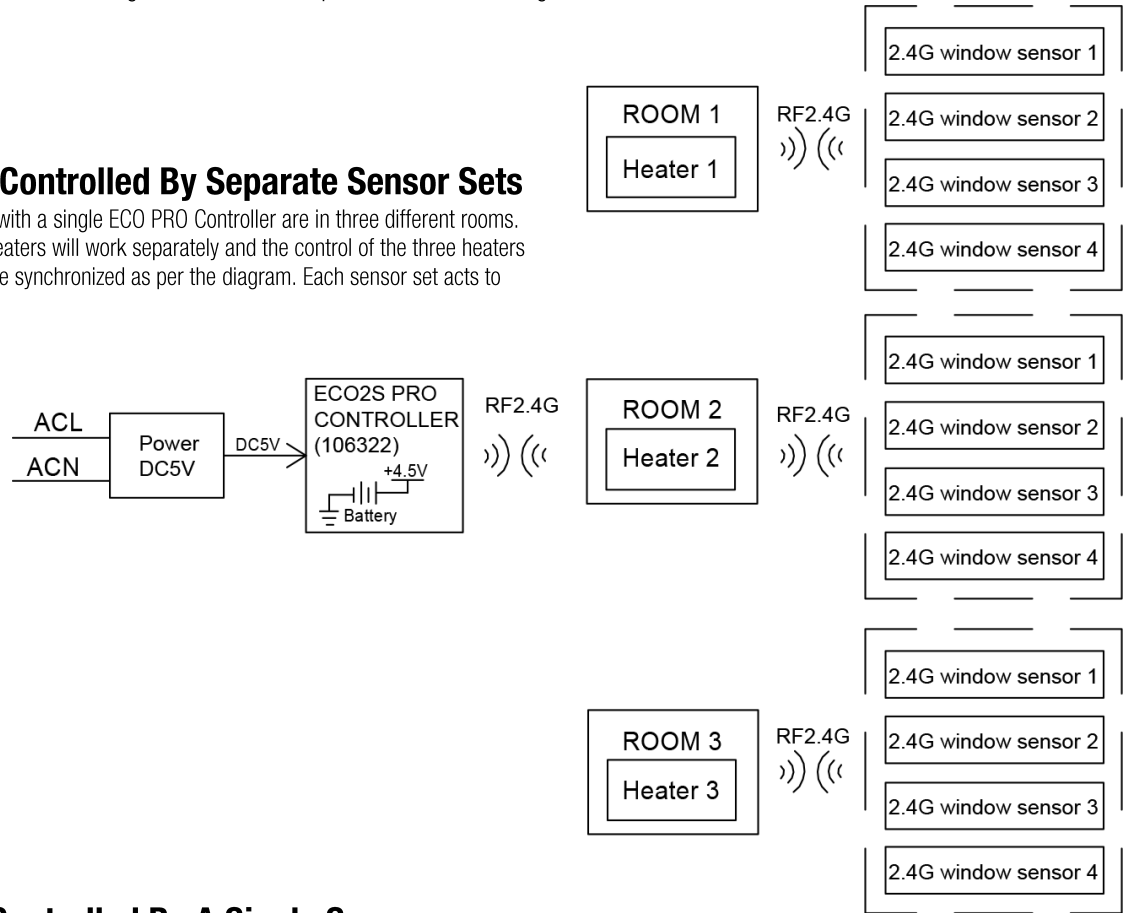 Controlled By Separate Sensor Sets
with a single ECO PRO Controller are in three different rooms.
eaters will work separately and the control of the three heaters
e synchronized as per the diagram. Each sensor set acts to
ACL
ACN
Power
DC5V
DC5V
ECO2S PRO
CONTROLLER
(106322)
+4.5V
Battery
RF2.4G
ROOM 1
Heater 1
RF2.4G
2.4G window sensor 1
2.4G window sensor 2
2.4G window sensor 3
2.4G window sensor 4
ROOM 2
Heater 2
RF2.4G
2.4G window sensor 1
2.4G window sensor 2
2.4G window sensor 3
2.4G window sensor 4
ROOM 3
Heater 3
RF2.4G
2.4G window sensor 1
2.4G window sensor 2
2.4G window sensor 3
2.4G window sensor 4